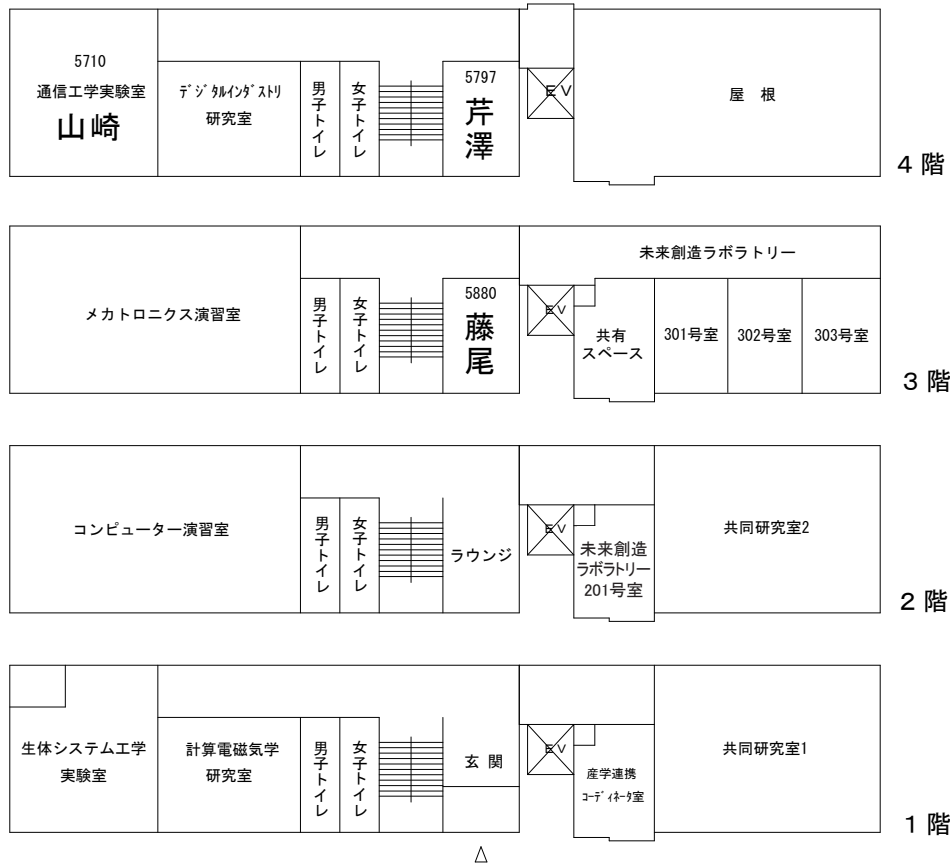 5710
通信工学実験室
山崎
ﾃﾞｼﾞﾀﾙｲﾝﾀﾞｽﾄﾘ
研究室
男子トイレ
女子トイレ
5797
芹澤
EV
屋 根
4 階
メカトロニクス演習室
男子トイレ
女子トイレ
5880
藤尾
EV
未来創造ラボラトリー
共有
スペース
301号室
302号室
303号室
3 階
コンピューター演習室
男子トイレ
女子トイレ
ラウンジ
EV
未来創造
ラボラトリー
201号室
共同研究室2
2 階
生体システム工学
実験室
計算電磁気学
研究室
男子トイレ
女子トイレ
玄 関
EV
産学連携
ｺｰﾃﾞｨﾈｰﾀ室
共同研究室1
1 階